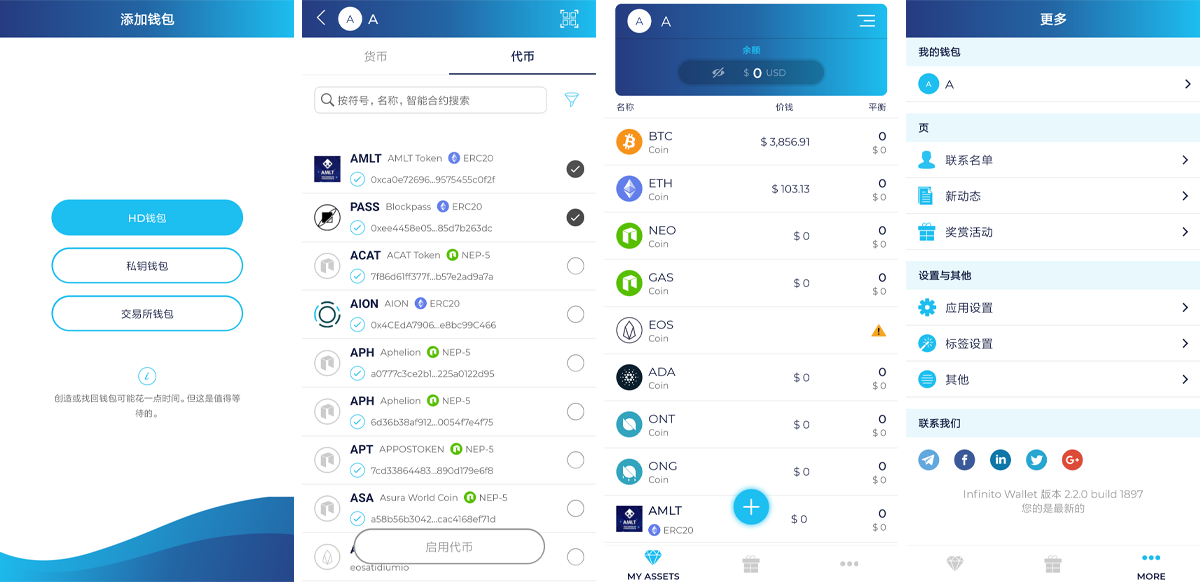 添加钱包
HD钱包
私钥钱包
交易所钱包
创造或找回钱包可能花一点时间。但这是值得等
待的。
A A
货币 代币
按符号，名称，智能合约搜索
AMLT AMLT Token ERC20
0xca0e72696...9575455c0f2f
PASS Blockpass ERC20
0xee4458e05...85d7b263dc
ACAT ACAT Token NEP-5
7f86d61ff377f...b57e2ad9a7a
AION AION ERC20
0x4CEdA7906...e8bc99C466
APH Aphelion NEP-5
a0777c3ce2b1...225a0122d95
APH Aphelion NEP-5
6d36b38af912...0054f7e4f75
APT APPOSTOKEN NEP-5
7cd33864483...890d179e6f8
ASA Asura World Coin NEP-5
a58b56b3042...cac4168ef71d
启用代币
eosatidiumio
A A
余额
$ 0 USD
名称 价钱 平衡
BTC $ 3,856.91 0
Coin $ 0
ETH $ 103.13 0
Coin $ 0
NEO $ 0 0
Coin $ 0
GAS $ 0 0
Coin $ 0
EOS
Coin
ADA $ 0 0
Coin $ 0
ONT $ 0 0
Coin $ 0
ONG $ 0 0
Coin $ 0
AMLT $ 0 0
ERC20 $ 0
MY ASSETS
更多
我的钱包
A A
页
联系名单
新动态
奖赏活动
设置与其他
应用设置
标签设置
其他
联系我们
Infinito Wallet 版本 2.2.0 build 1897
您的是最新的
MORE